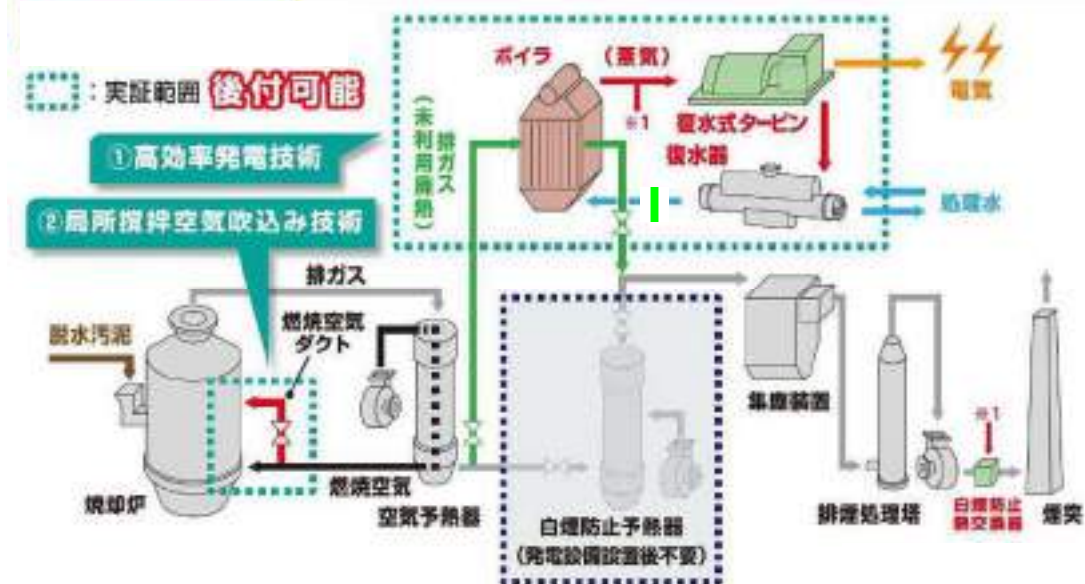 ：実証範囲 後付可能
①高効率発電技術
②局所撹拌空気吹込み技術
ボイラ
（蒸気）
※1
復水式タービン
復水器
電気
処理水
排ガス
（未利用廃熱）
排ガス
脱水汚泥
燃焼空気
ダクト
焼却炉
燃焼空気
空気予熱器
白煙防止予熱器
（発電設備設置後不要）
集塵装置
排煙処理塔
※1
白煙防止
熱交換器
煙突